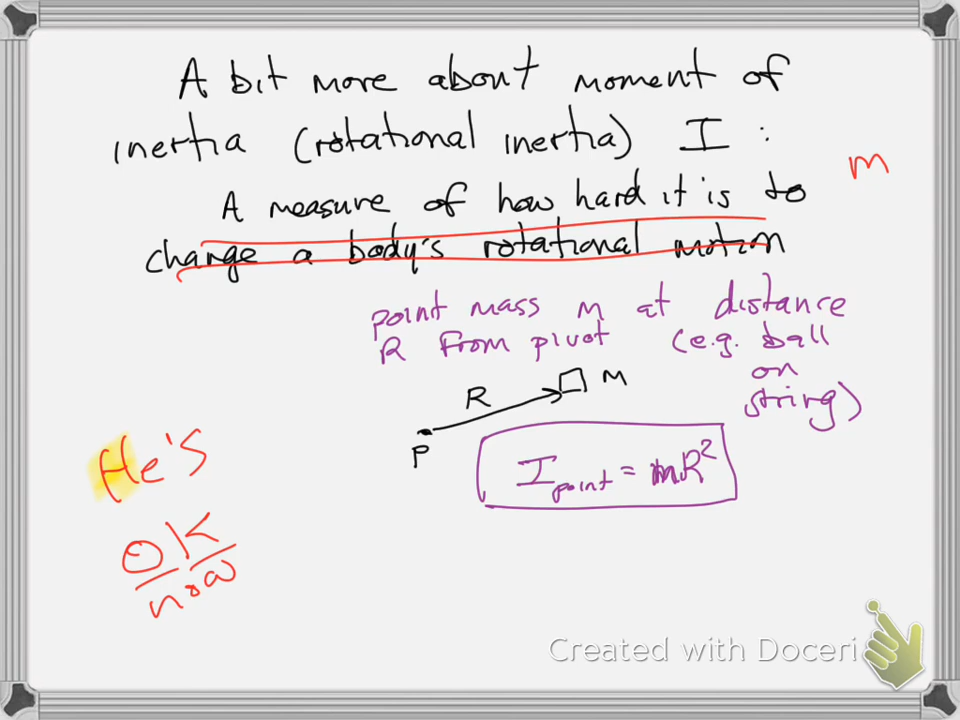 A bit more about moment of
inertia (rotational inertia) I :
m
A measure of how hard it is to
change a body's rotational motion
point mass m at distance
R from pivot (e.g. ball
on
string)
R
m
P
I point = mR²
He's
OK
now
Created with Doceri